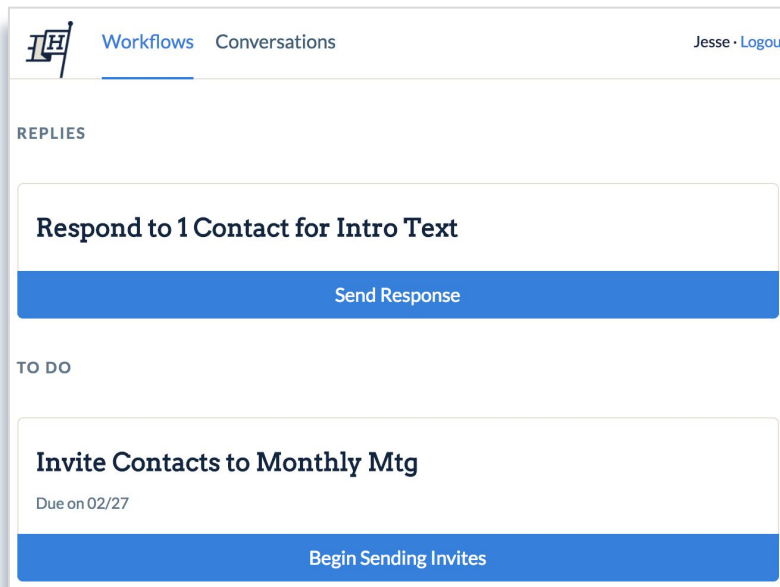 H
Workflows Conversations Jesse · Logou
REPLIES
Respond to 1 Contact for Intro Text
Send Response
TO DO
Invite Contacts to Monthly Mtg
Due on 02/27
Begin Sending Invites